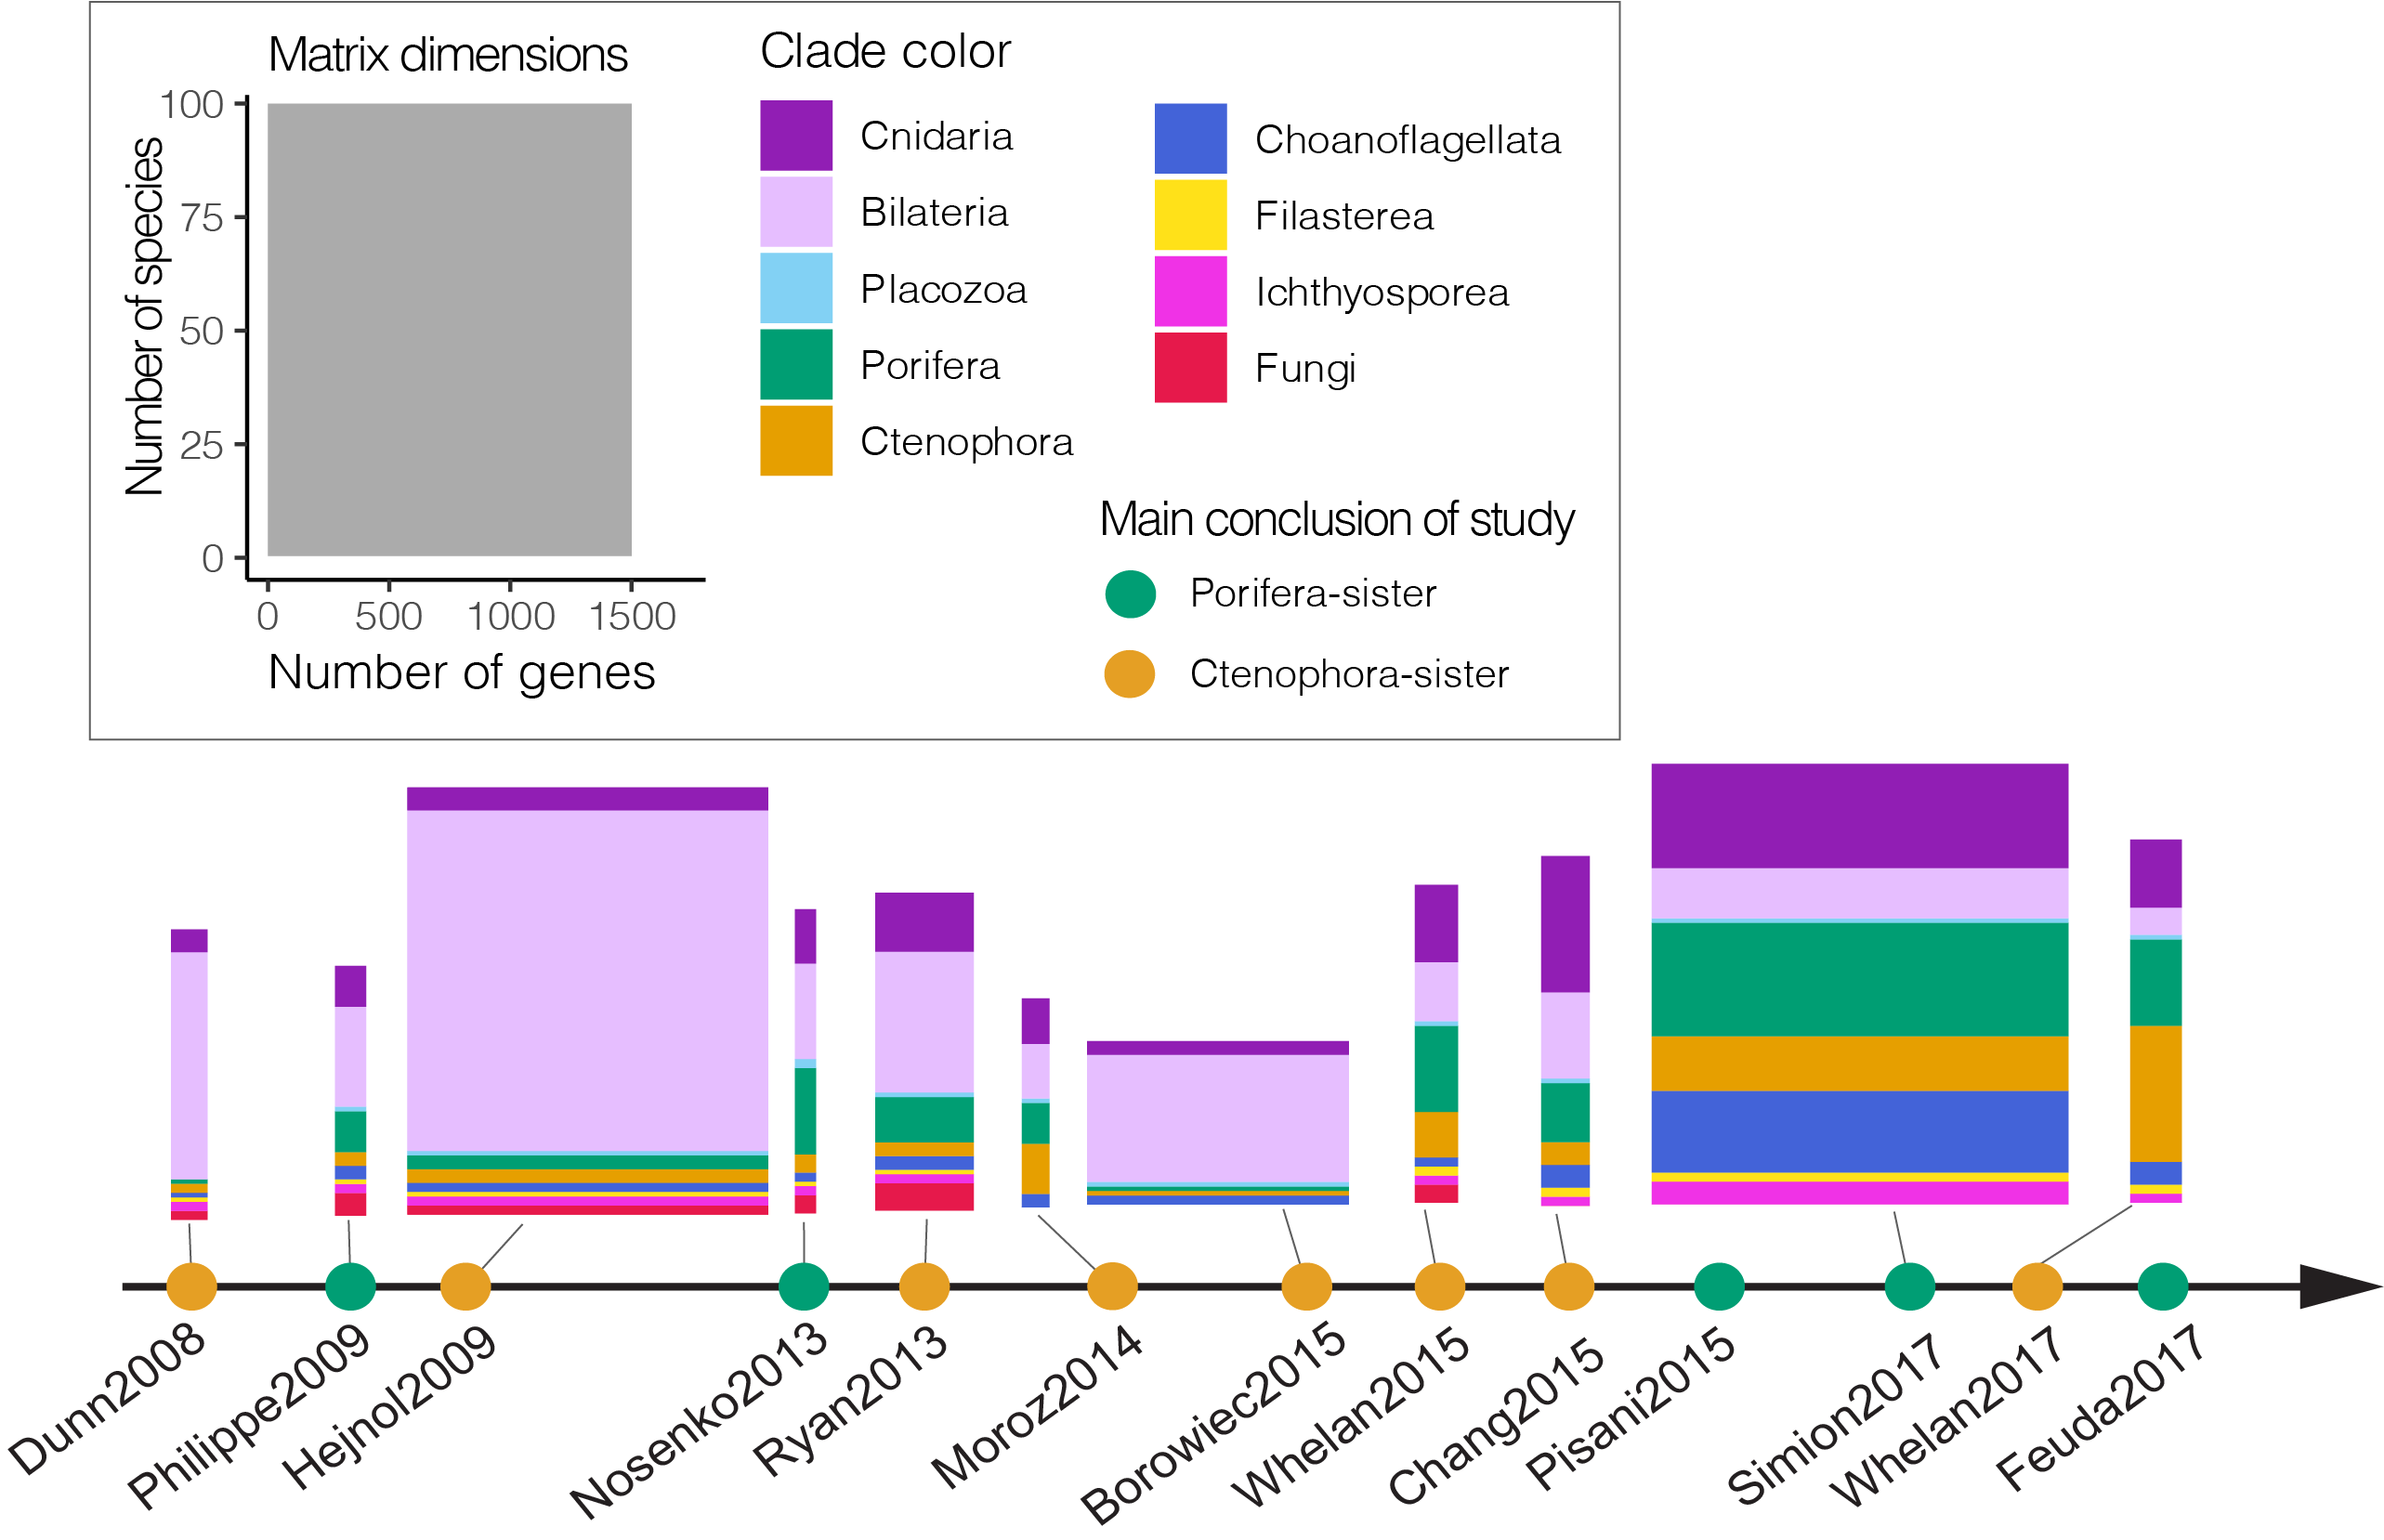 Matrix dimensions
100
75
50
25
0
Number of species
0 500 1000 1500
Number of genes
Clade color
Cnidaria
Bilateria
Placozoa
Porifera
Ctenophora
Choanoflagellata
Filasterea
Ichthyosporea
Fungi
Main conclusion of study
Porifera-sister
Ctenophora-sister
Dunn2008
Philippe2009
Hejnol2009
Nosenko2013
Ryan2013
Moroz2014
Borowiec2015
Whelan2015
Chang2015
Pisani2015
Simion2017
Whelan2017
Feuda2017